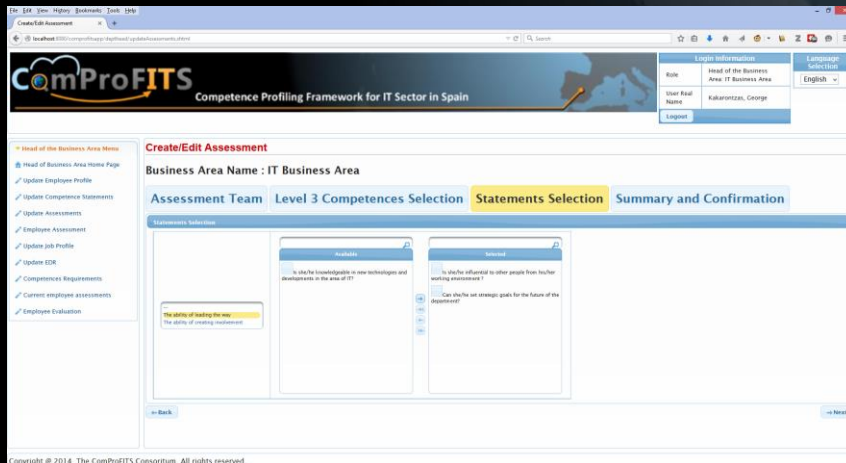 File Edit View History Bookmarks Tools Help
Create/Edit Assessment
localhost:8080/comprofitsapp/depthead/updateAssessments.xhtml
Search
ComProFITS
Competence Profiling Framework for IT Sector in Spain
Login Information
Role
Head of the Business
Area: IT Business Area
User Real
Name
Kakarontzas, George
Logout
Language
Selection
English
Head of the Business Area Menu
Head of Business Area Home Page
Update Employee Profile
Update Competence Statements
Update Assessments
Employee Assessment
Update Job Profile
Update EDR
Competences Requirements
Current employee assessments
Employee Evaluation
Create/Edit Assessment
Business Area Name : IT Business Area
Assessment Team
Level 3 Competences Selection
Statements Selection
Summary and Confirmation
Statements Selection
...
The ability of leading the way
The ability of creating involvement
Available
Is she/he knowledgeable in new technologies and
developments in the area of IT?
Selected
Is she/he influential to other people from his/her
working environment ?
Can she/he set strategic goals for the future of the
department?
Back
Next
Copyright @ 2014. The ComProFITS Consortium. All rights reserved